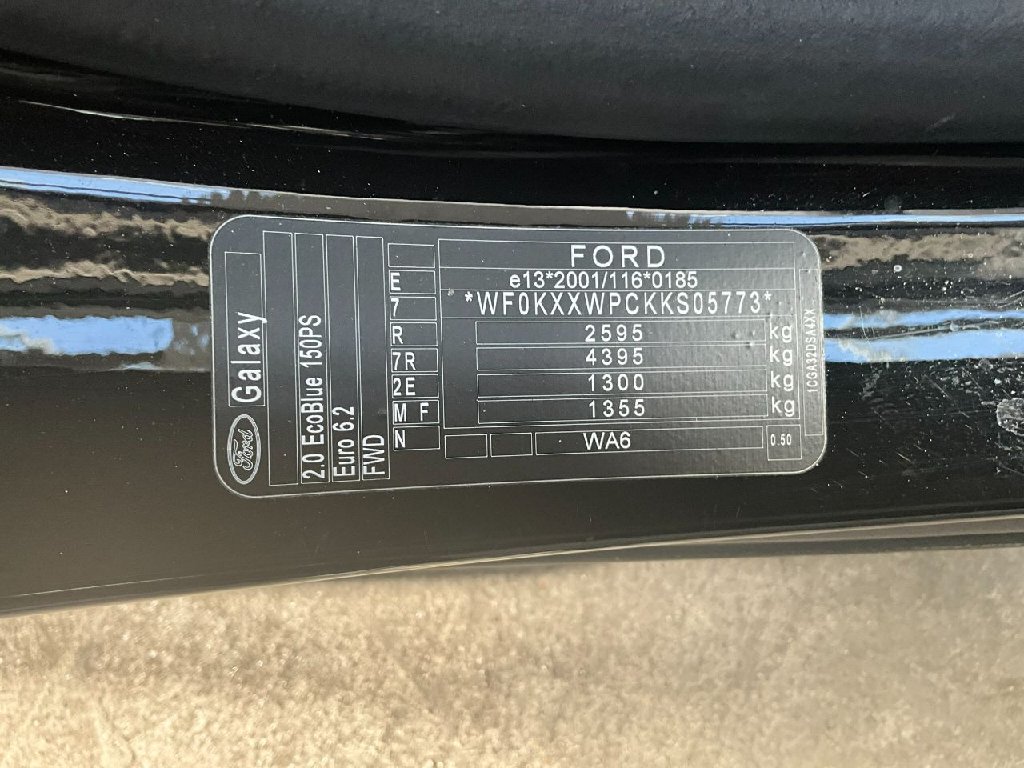 Ford
Galaxy
2.0 EcoBlue 150PS
Euro 6.2
FWD
E
7
R
7R
2E
M F
N
FORD
e13*2001/116*0185
*WF0KXXWPCKKS05773*
2595 kg
4395 kg
1300 kg
1355 kg
WA6
0.50
1CGA32DSA4XX